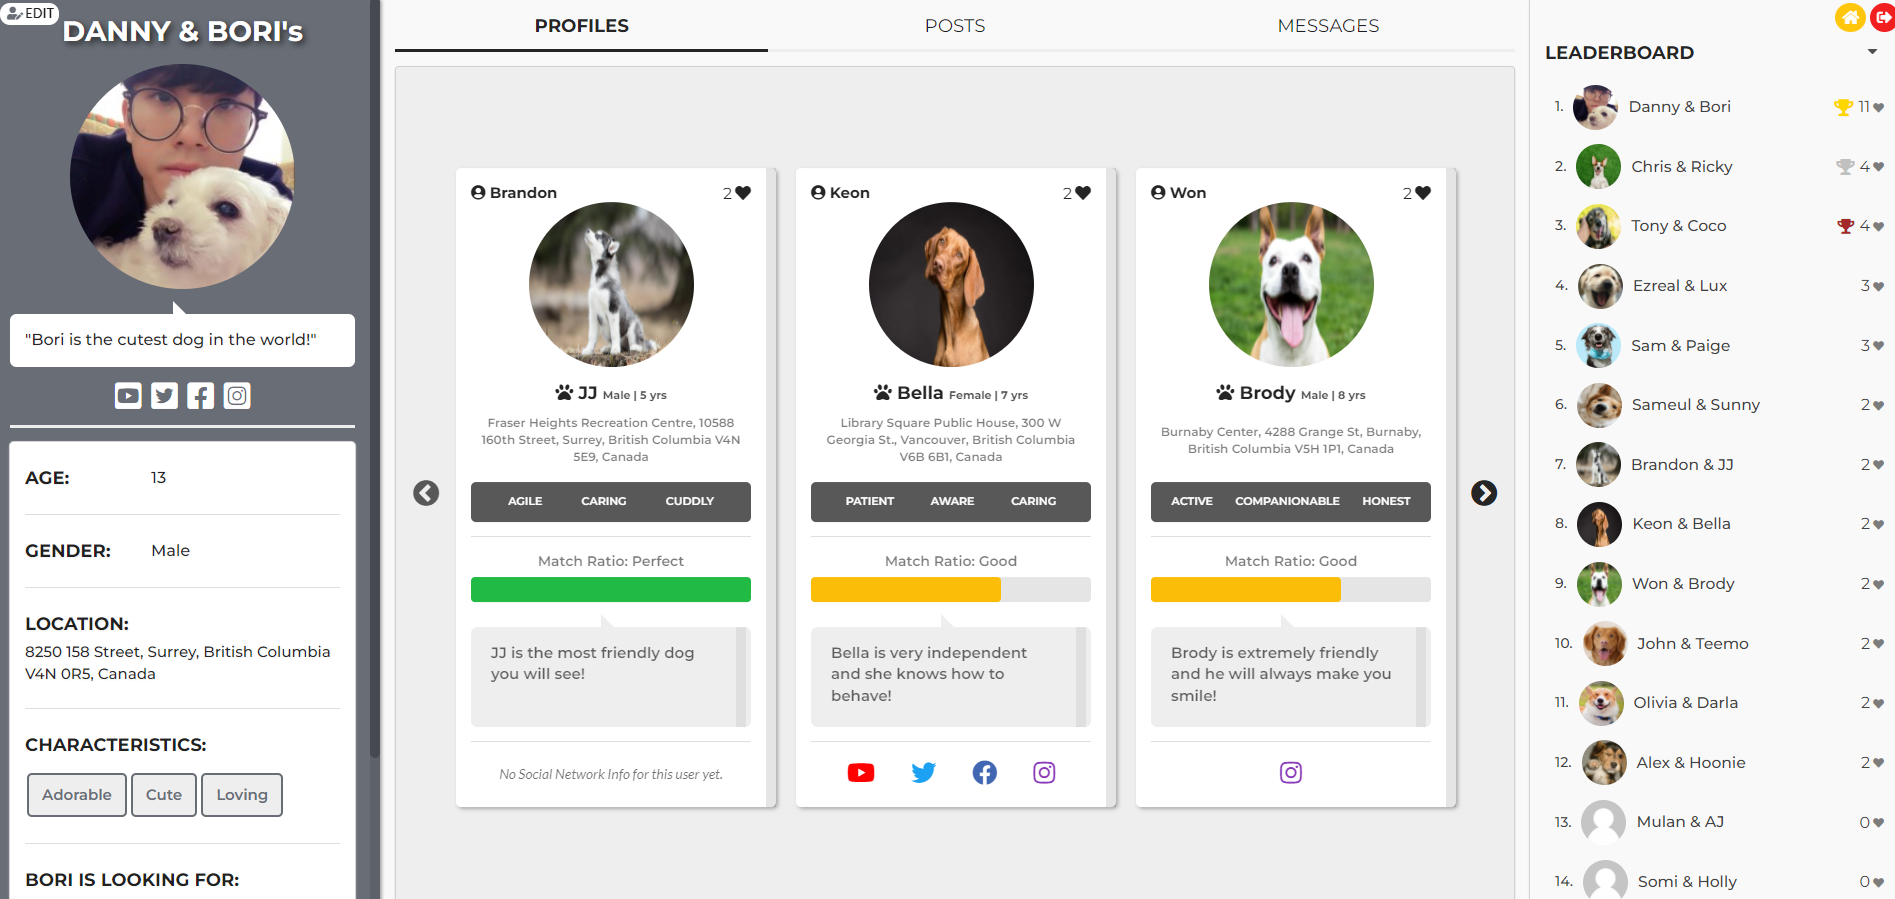 EDIT
DANNY & BORI's
"Bori is the cutest dog in the world!"
AGE: 13
GENDER: Male
LOCATION:
8250 158 Street, Surrey, British Columbia
V4N 0R5, Canada
CHARACTERISTICS:
Adorable Cute Loving
BORI IS LOOKING FOR:
PROFILES POSTS MESSAGES
Brandon 2
JJ Male | 5 yrs
Fraser Heights Recreation Centre, 10588
160th Street, Surrey, British Columbia V4N
5E9, Canada
AGILE CARING CUDDLY
Match Ratio: Perfect
JJ is the most friendly dog
you will see!
No Social Network Info for this user yet.
Keon 2
Bella Female | 7 yrs
Library Square Public House, 300 W
Georgia St., Vancouver, British Columbia
V6B 6B1, Canada
PATIENT AWARE CARING
Match Ratio: Good
Bella is very independent
and she knows how to
behave!
Won 2
Brody Male | 8 yrs
Burnaby Center, 4288 Grange St, Burnaby,
British Columbia V5H 1P1, Canada
ACTIVE COMPANIONABLE HONEST
Match Ratio: Good
Brody is extremely friendly
and he will always make you
smile!
LEADERBOARD
1. Danny & Bori 11
2. Chris & Ricky 4
3. Tony & Coco 4
4. Ezreal & Lux 3
5. Sam & Paige 3
6. Sameul & Sunny 2
7. Brandon & JJ 2
8. Keon & Bella 2
9. Won & Brody 2
10. John & Teemo 2
11. Olivia & Darla 2
12. Alex & Hoonie 2
13. Mulan & AJ 0
14. Somi & Holly 0